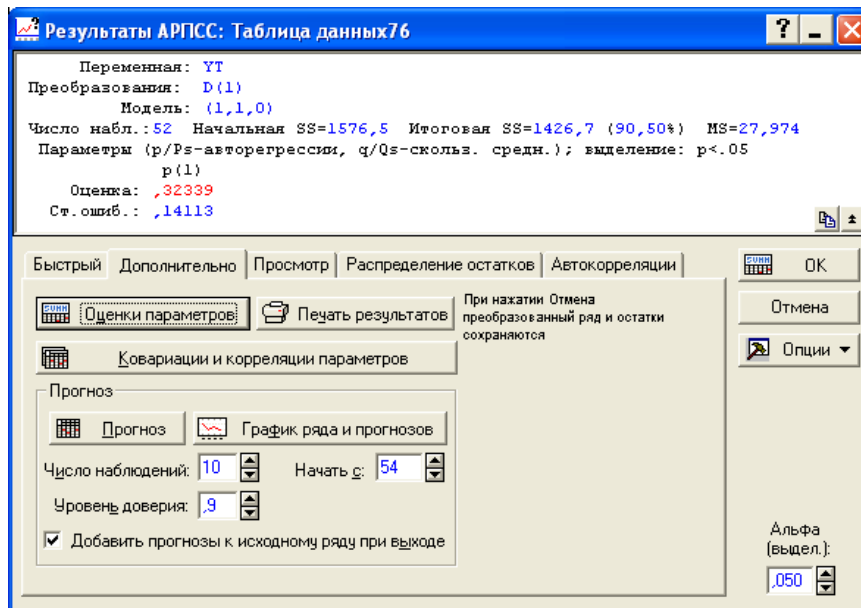 Результаты АРПСС: Таблица данных76
Переменная: YT
Преобразования: D(1)
Модель: (1,1,0)
Число набл.:52 Начальная SS=1576,5 Итоговая SS=1426,7 (90,50%) MS=27,974
Параметры (p/Ps-авторегрессии, q/Qs-скольз. средн.); выделение: p<.05
p(1)
Оценка: ,32339
Ст.ошиб.: ,14113
Быстрый Дополнительно Просмотр Распределение остатков Автокорреляции
SUMM OK
SUMM Оценки параметров Печать результатов
При нажатии Отмена
преобразованный ряд и остатки
сохраняются
Отмена
Ковариации и корреляции параметров
Опции
Прогноз
Прогноз График ряда и прогнозов
Число наблюдений: 10 Начать с: 54
Уровень доверия: ,9
Добавить прогнозы к исходному ряду при выходе
Альфа
(выдел.):
,050